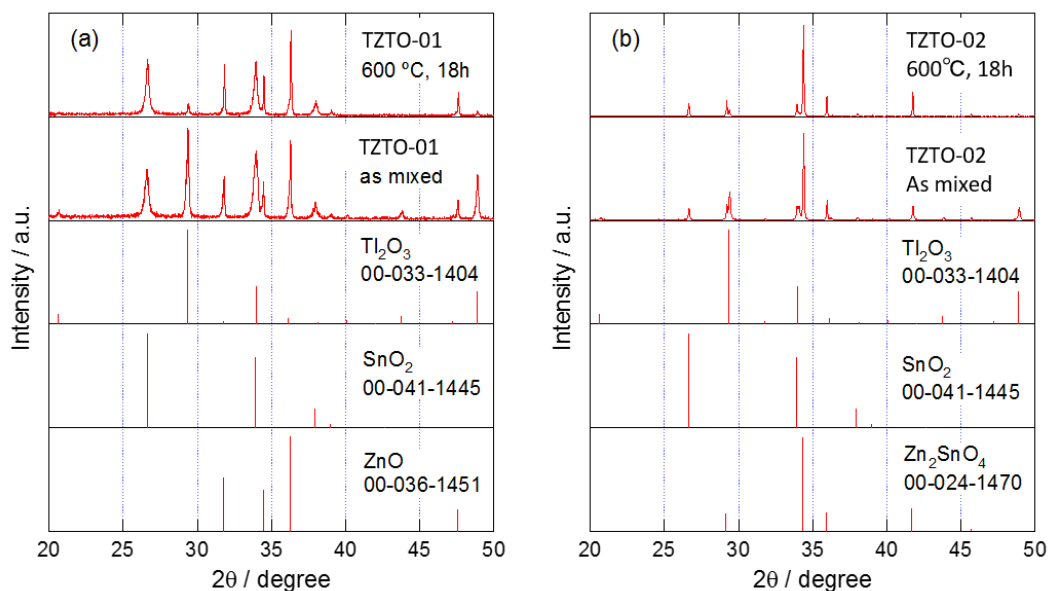 (a)
TZTO-01
600 °C, 18h
TZTO-01
as mixed
Tl₂O₃
00-033-1404
SnO₂
00-041-1445
ZnO
00-036-1451
Intensity / a.u.
20 25 30 35 40 45 50
2θ / degree
(b)
TZTO-02
600℃, 18h
TZTO-02
As mixed
Tl₂O₃
00-033-1404
SnO₂
00-041-1445
Zn₂SnO₄
00-024-1470
Intensity / a.u.
20 25 30 35 40 45 50
2θ / degree